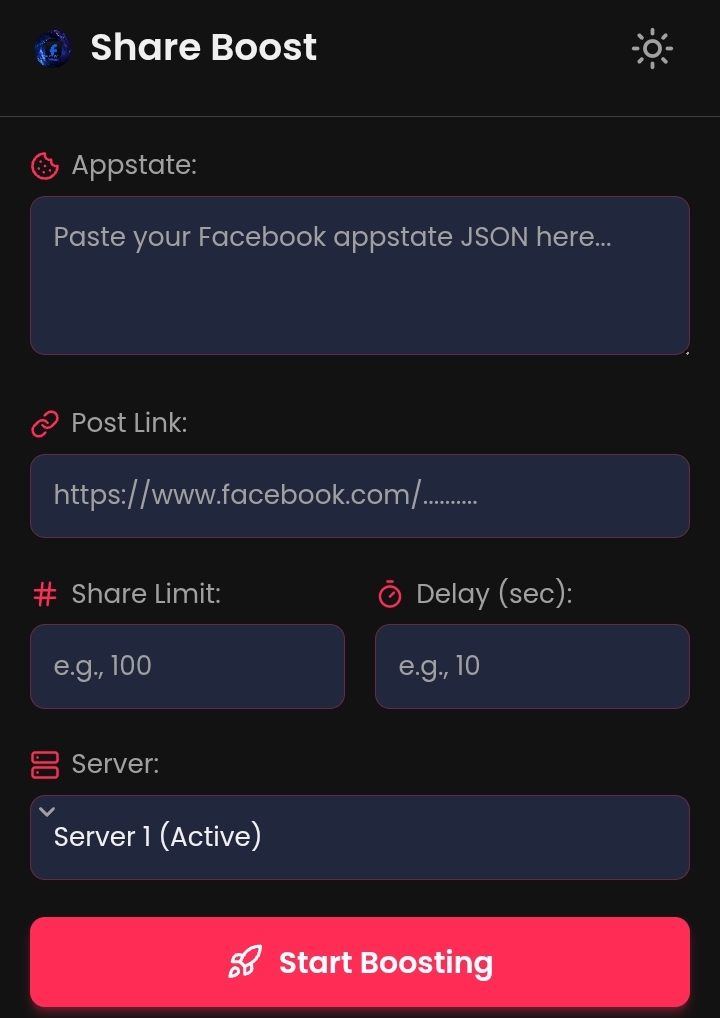 Share Boost
Appstate:
Paste your Facebook appstate JSON here...
Post Link:
https://www.facebook.com/..........
Share Limit:
Delay (sec):
e.g., 100
e.g., 10
Server:
Server 1 (Active)
Start Boosting